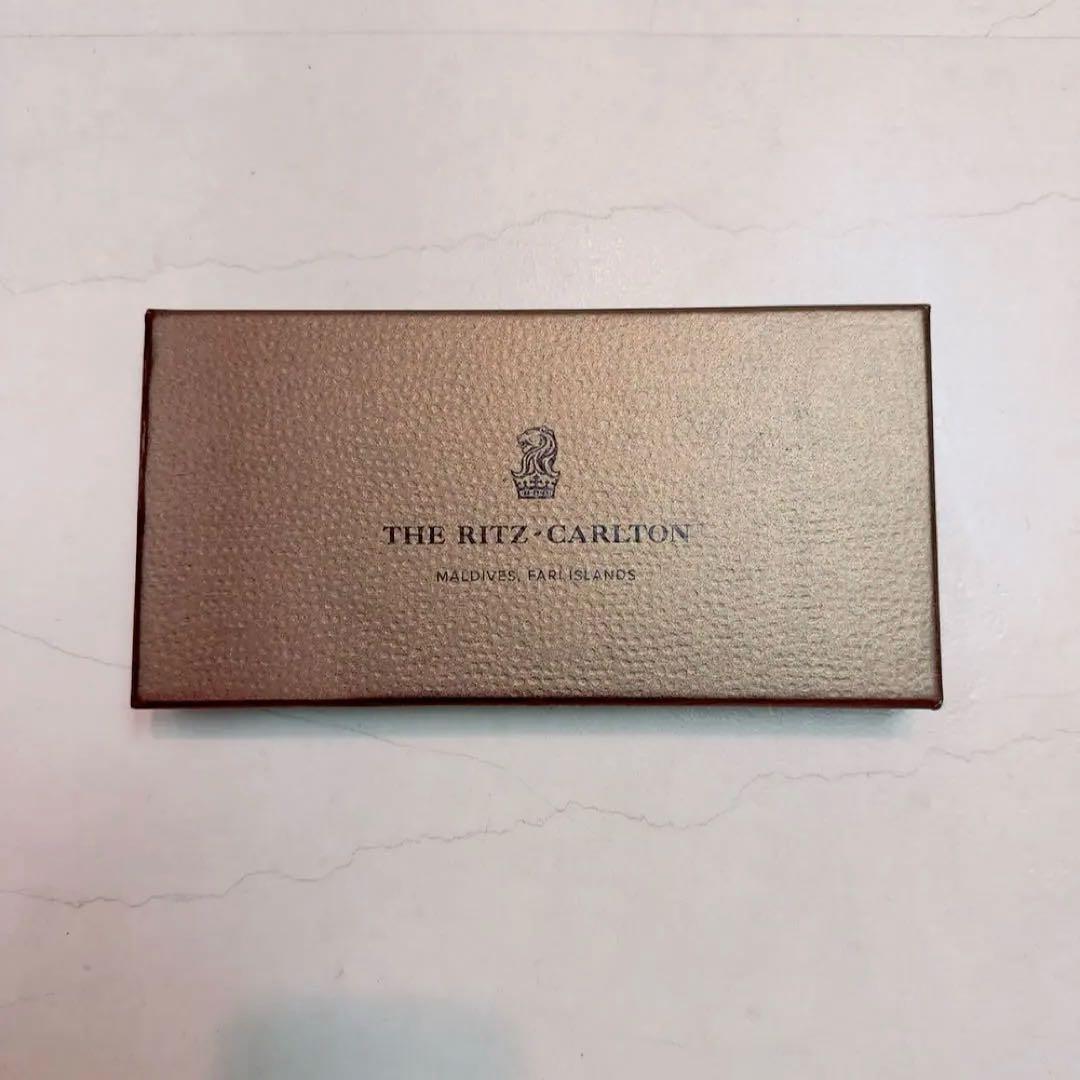 THE RITZ-CARLTON
MALDIVES, FARI ISLANDS